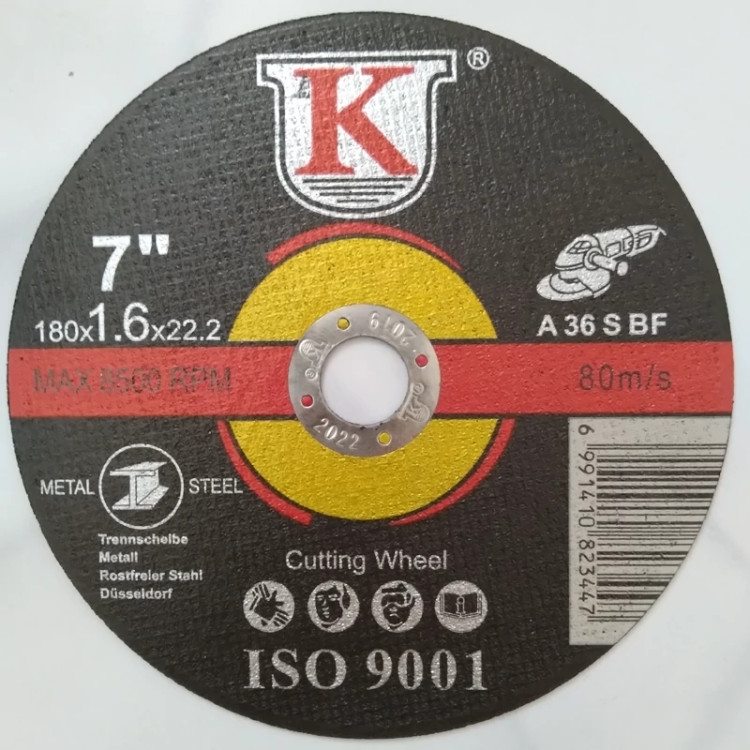 K
®
7"
180x1.6x22.2
A 36 S BF
MAX 8500 RPM
80m/s
2019
2022
METAL STEEL
Trennscheibe
Metall
Rostfreier Stahl
Düsseldorf
6 991410 823447
Cutting Wheel
ISO 9001